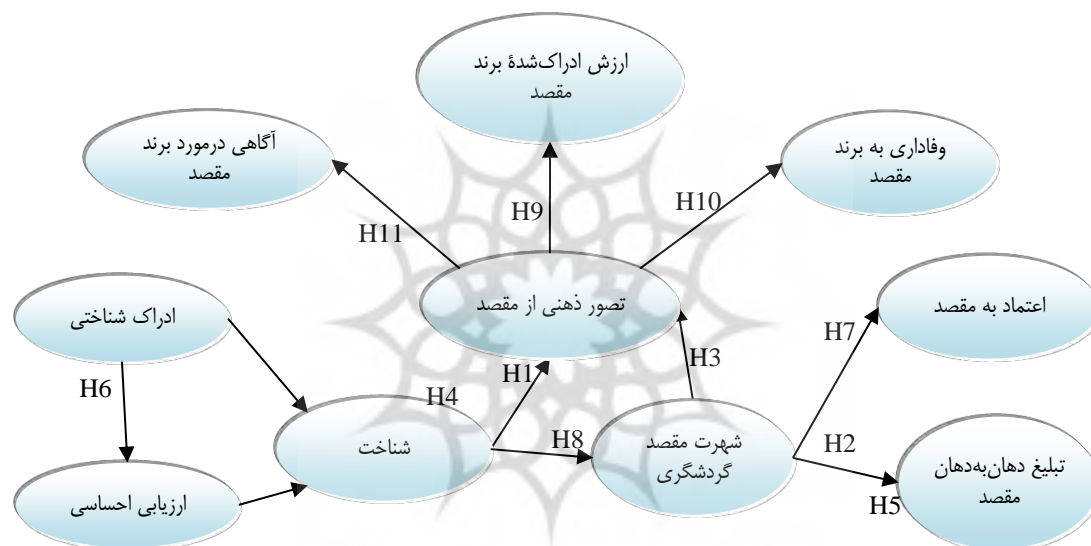 ارزش ادراک‌شدۀ برند
مقصد
آگاهی درمورد برند
مقصد
وفاداری به برند
مقصد
H9
H10
H11
تصور ذهنی از مقصد
ادراک شناختی
اعتماد به مقصد
H7
H3
H1
H6
H4
شناخت
H8
شهرت مقصد
گردشگری
H2
تبلیغ دهان‌به‌دهان
مقصد
H5
ارزیابی احساسی